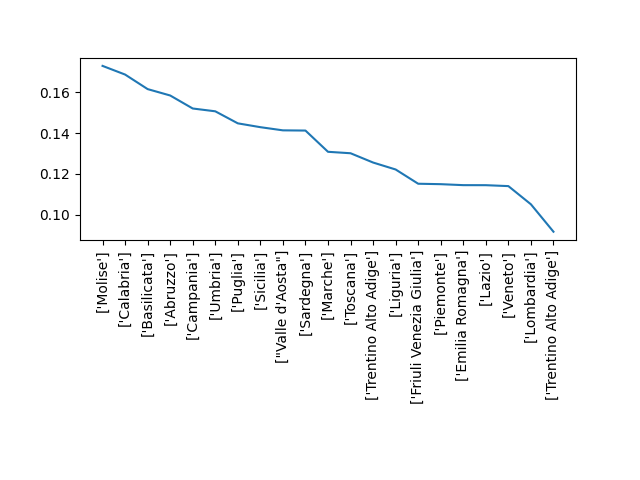 0.16
0.14
0.12
0.10
['Molise']
['Calabria']
['Basilicata']
['Abruzzo']
['Campania']
['Umbria']
['Puglia']
['Sicilia']
["Valle d'Aosta"]
['Sardegna']
['Marche']
['Toscana']
['Trentino Alto Adige']
['Liguria']
['Friuli Venezia Giulia']
['Piemonte']
['Emilia Romagna']
['Lazio']
['Veneto']
['Lombardia']
['Trentino Alto Adige']